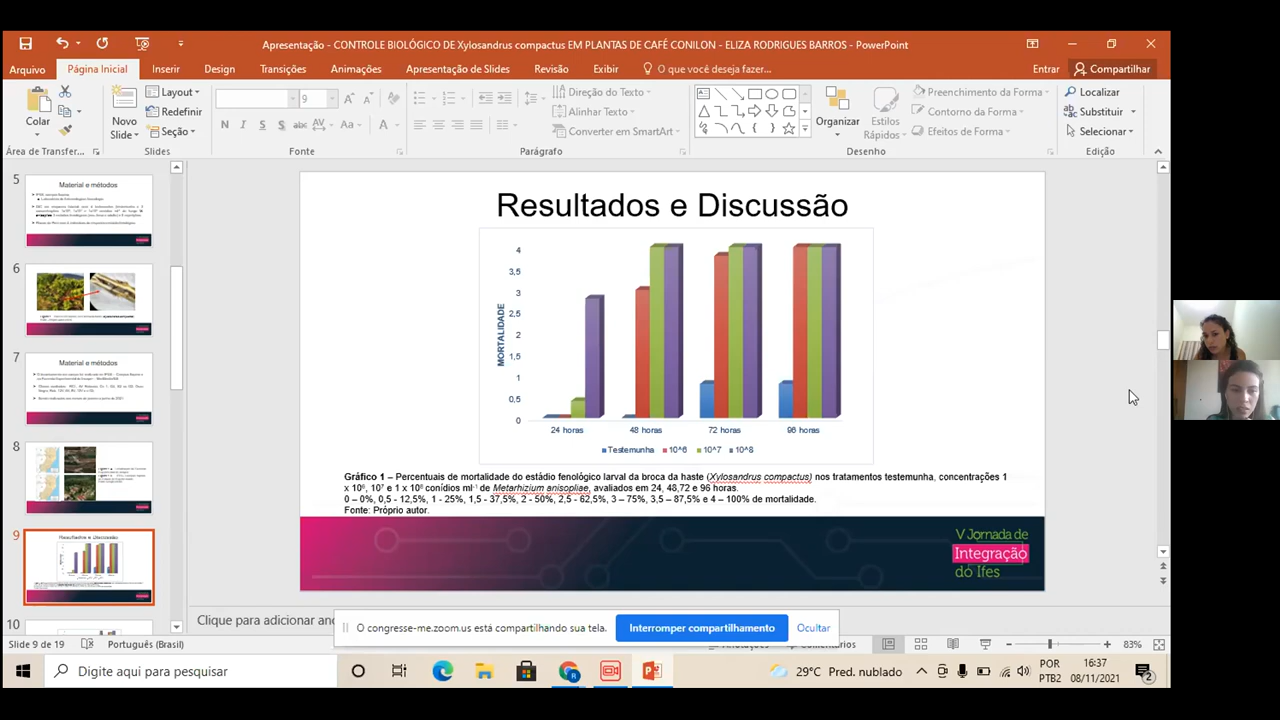 Apresentação - CONTROLE BIOLÓGICO DE Xylosandrus compactus EM PLANTAS DE CAFÉ CONILON - ELIZA RODRIGUES BARROS - PowerPoint
Arquivo Página Inicial Inserir Design Transições Animações Apresentação de Slides Revisão Exibir O que você deseja fazer... Entrar Compartilhar
Colar
Novo Slide
Layout
Redefinir
Seção
9
N I S S abc AV Aa A
Direção do Texto
Alinhar Texto
Converter em SmartArt
Organizar
Estilos Rápidos
Preenchimento da Forma
Contorno da Forma
Efeitos de Forma
Localizar
Substituir
Selecionar
Área de Transfer... Slides Fonte Parágrafo Desenho Edição
5
Material e métodos
6
7
Material e métodos
8
9
Resultados e Discussão
10
Resultados e Discussão
MORTALIDADE
4
3,5
3
2,5
2
1,5
1
0,5
0
24 horas 48 horas 72 horas 96 horas
Testemunha 10^6 10^7 10^8
Gráfico 1 – Percentuais de mortalidade do estádio fenológico larval da broca da haste (Xylosandrus compactus) nos tratamentos testemunha, concentrações 1
x 10⁶, 10⁷ e 1 x 10⁸ conídios ml⁻¹ de Metarhizium anisopliae, avaliados em 24, 48,72 e 96 horas.
0 – 0%, 0,5 - 12,5%, 1 - 25%, 1,5 - 37,5%, 2 - 50%, 2,5 - 62,5%, 3 – 75%, 3,5 – 87,5% e 4 – 100% de mortalidade.
Fonte: Próprio autor.
V Jornada de
Integração
do Ifes
Clique para adicionar an
O congresse-me.zoom.us está compartilhando sua tela. Interromper compartilhamento Ocultar
Slide 9 de 19 Português (Brasil) Anotações Comentários 83%
Digite aqui para pesquisar
29°C Pred. nublado
POR
PTB2
16:37
08/11/2021
2